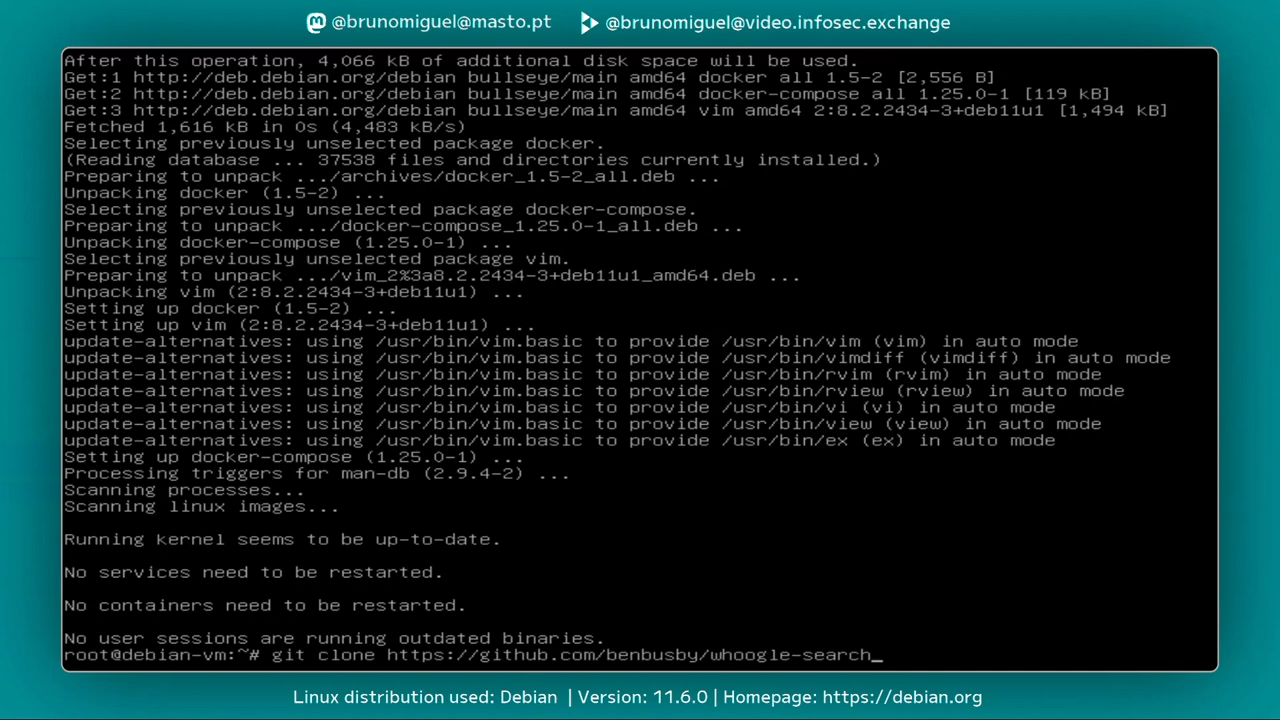 @brunomiguel@masto.pt @brunomiguel@video.infosec.exchange
After this operation, 4,066 kB of additional disk space will be used.
Get:1 http://deb.debian.org/debian bullseye/main amd64 docker all 1.5-2 [2,556 B]
Get:2 http://deb.debian.org/debian bullseye/main amd64 docker-compose all 1.25.0-1 [119 kB]
Get:3 http://deb.debian.org/debian bullseye/main amd64 vim amd64 2:8.2.2434-3+deb11u1 [1,494 kB]
Fetched 1,616 kB in 0s (4,483 kB/s)
Selecting previously unselected package docker.
(Reading database ... 37538 files and directories currently installed.)
Preparing to unpack .../archives/docker_1.5-2_all.deb ...
Unpacking docker (1.5-2) ...
Selecting previously unselected package docker-compose.
Preparing to unpack .../docker-compose_1.25.0-1_all.deb ...
Unpacking docker-compose (1.25.0-1) ...
Selecting previously unselected package vim.
Preparing to unpack .../vim_2%3a8.2.2434-3+deb11u1_amd64.deb ...
Unpacking vim (2:8.2.2434-3+deb11u1) ...
Setting up docker (1.5-2) ...
Setting up vim (2:8.2.2434-3+deb11u1) ...
update-alternatives: using /usr/bin/vim.basic to provide /usr/bin/vim (vim) in auto mode
update-alternatives: using /usr/bin/vim.basic to provide /usr/bin/vimdiff (vimdiff) in auto mode
update-alternatives: using /usr/bin/vim.basic to provide /usr/bin/rvim (rvim) in auto mode
update-alternatives: using /usr/bin/vim.basic to provide /usr/bin/rview (rview) in auto mode
update-alternatives: using /usr/bin/vim.basic to provide /usr/bin/vi (vi) in auto mode
update-alternatives: using /usr/bin/vim.basic to provide /usr/bin/view (view) in auto mode
update-alternatives: using /usr/bin/vim.basic to provide /usr/bin/ex (ex) in auto mode
Setting up docker-compose (1.25.0-1) ...
Processing triggers for man-db (2.9.4-2) ...
Scanning processes...
Scanning linux images...
Running kernel seems to be up-to-date.
No services need to be restarted.
No containers need to be restarted.
No user sessions are running outdated binaries.
root@debian-vm:~# git clone https://github.com/benbusby/whoogle-search_
Linux distribution used: Debian | Version: 11.6.0 | Homepage: https://debian.org